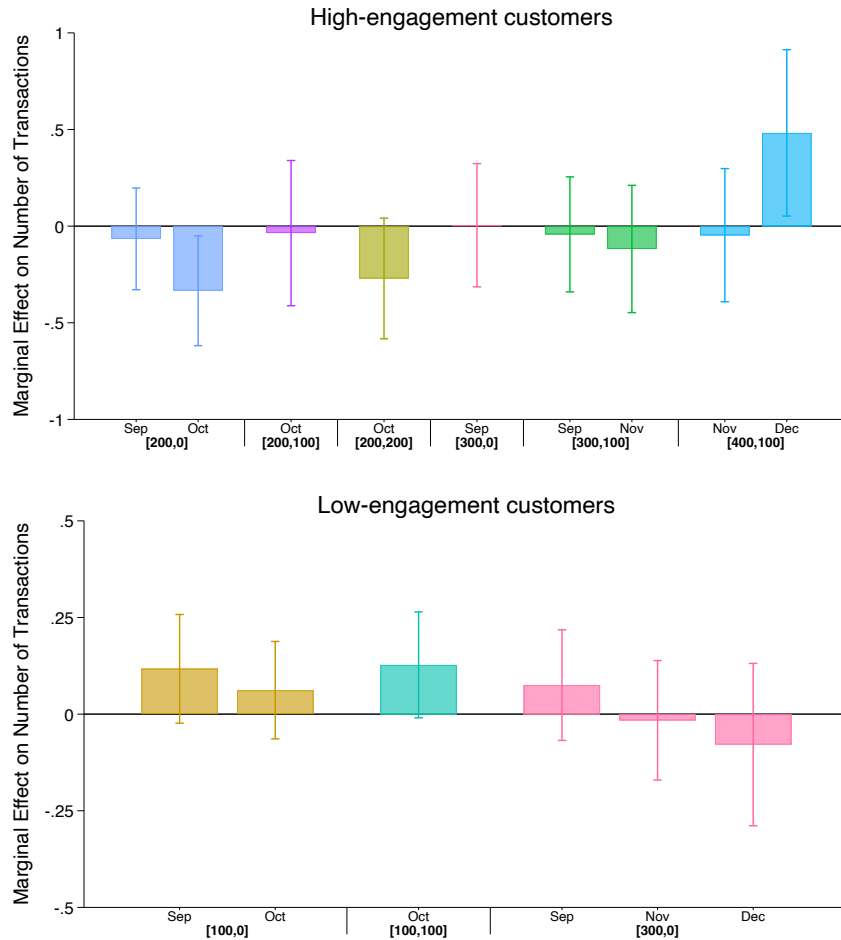 High-engagement customers
Marginal Effect on Number of Transactions
1
.5
0
-.5
-1
Sep Oct Oct Oct Sep Sep Nov Nov Dec
[200,0] [200,100] [200,200] [300,0] [300,100] [400,100]
Low-engagement customers
Marginal Effect on Number of Transactions
.5
.25
0
-.25
-.5
Sep Oct Oct Sep Nov Dec
[100,0] [100,100] [300,0]